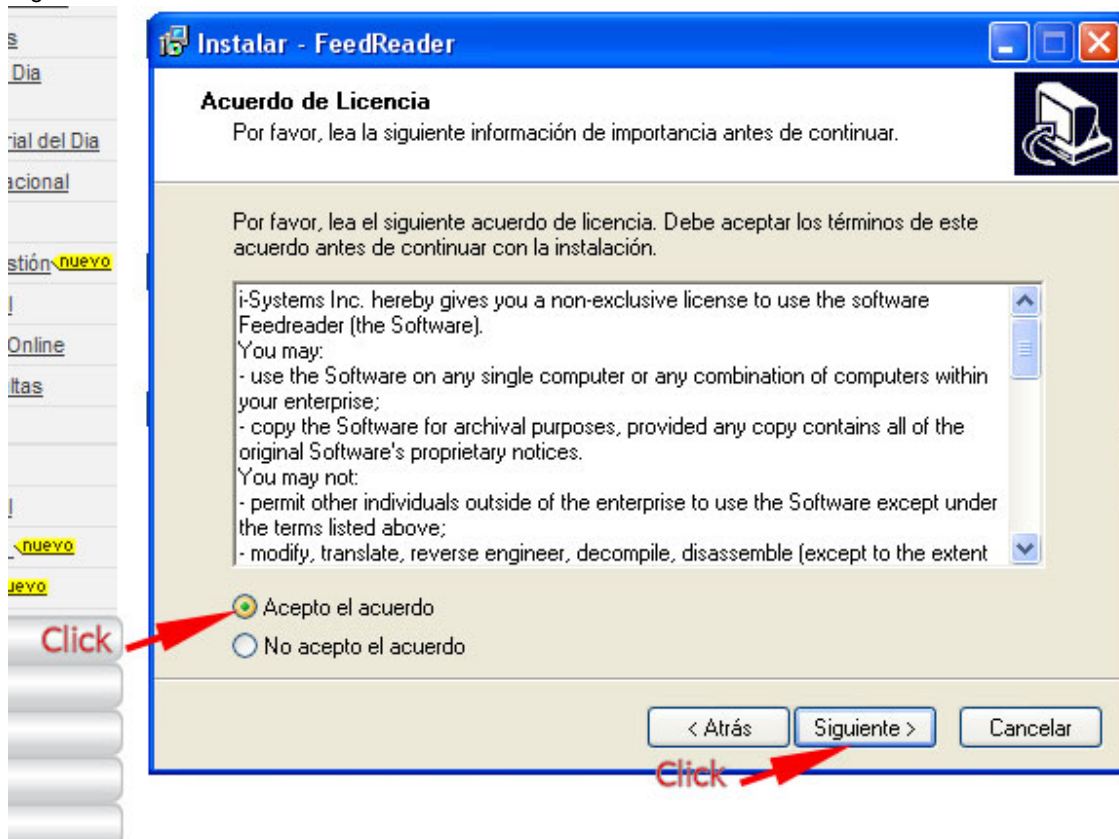 s
Dia
rial del Dia
acional
stión nuevo
l
Online
ltas
l
nuevo
uevo
Instalar - FeedReader
Acuerdo de Licencia
Por favor, lea la siguiente información de importancia antes de continuar.
Por favor, lea el siguiente acuerdo de licencia. Debe aceptar los términos de este
acuerdo antes de continuar con la instalación.
i-Systems Inc. hereby gives you a non-exclusive license to use the software
Feedreader (the Software).
You may:
- use the Software on any single computer or any combination of computers within
your enterprise;
- copy the Software for archival purposes, provided any copy contains all of the
original Software's proprietary notices.
You may not:
- permit other individuals outside of the enterprise to use the Software except under
the terms listed above;
- modify, translate, reverse engineer, decompile, disassemble (except to the extent
Acepto el acuerdo
Click
No acepto el acuerdo
< Atrás
Siguiente >
Cancelar
Click